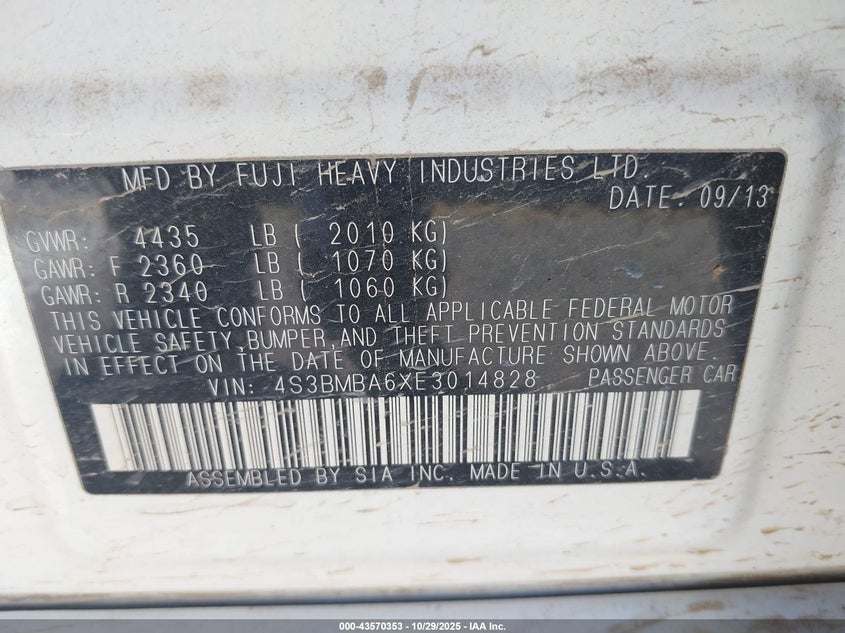 MFD BY FUJI HEAVY INDUSTRIES LTD.
DATE: 09/13
GVWR: 4435 LB ( 2010 KG)
GAWR: F 2360 LB ( 1070 KG)
GAWR: R 2340 LB ( 1060 KG)
THIS VEHICLE CONFORMS TO ALL APPLICABLE FEDERAL MOTOR
VEHICLE SAFETY,BUMPER,AND THEFT PREVENTION STANDARDS
IN EFFECT ON THE DATE OF MANUFACTURE SHOWN ABOVE.
VIN: 4S3BMBA6XE3014828 PASSENGER CAR
ASSEMBLED BY SIA INC. MADE IN U.S.A.
000-43570353 - 10/29/2025 - IAA Inc.